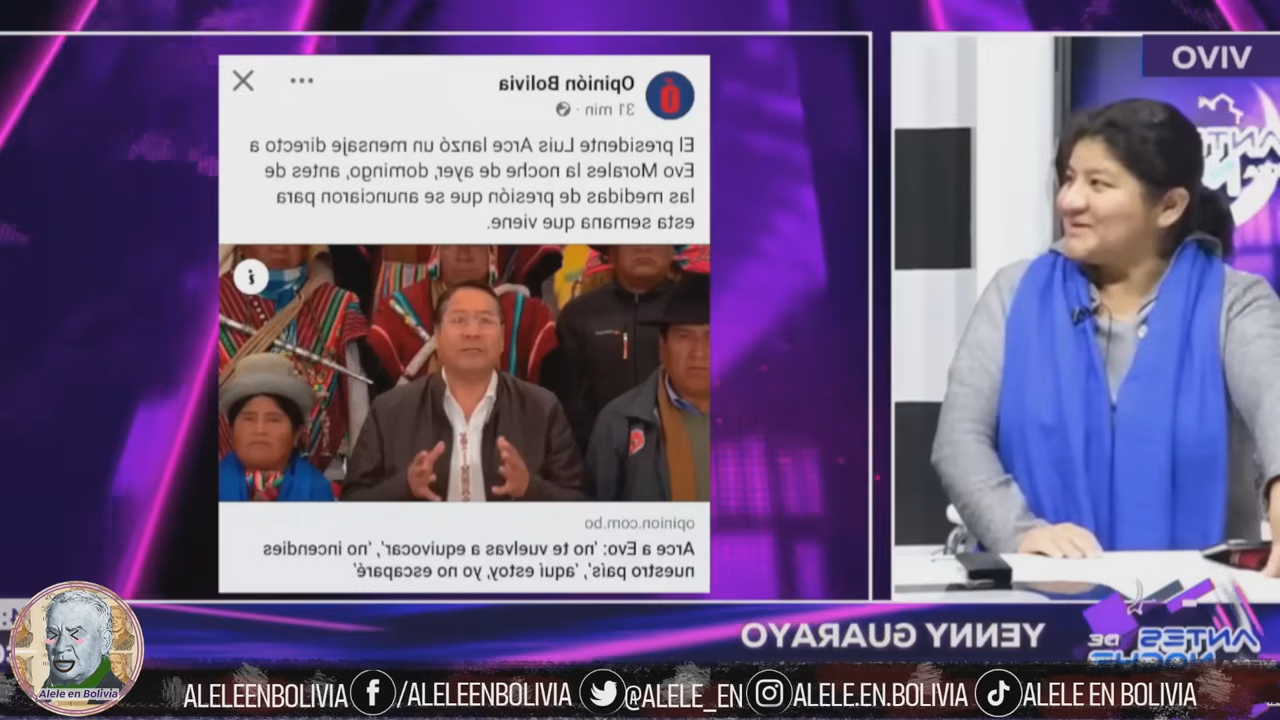 VIVO
Opinión Bolivia
31 min
El presidente Luis Arce lanzó un mensaje directo a
Evo Morales la noche de ayer, domingo, antes de
las medidas de presión que se anunciaron para
esta semana que viene.
opinion.com.bo
Arce a Evo: 'no te vuelvas a equivocar', 'no incendies
nuestro país', 'aquí estoy, yo no escaparé'
YENNY GUARAYO
ANTES DE
NOCHE
Alele en Bolivia
ALELEENBOLIVIA /ALELEENBOLIVIA @ALELE_EN ALELE.EN.BOLIVIA ALELE EN BOLIVIA